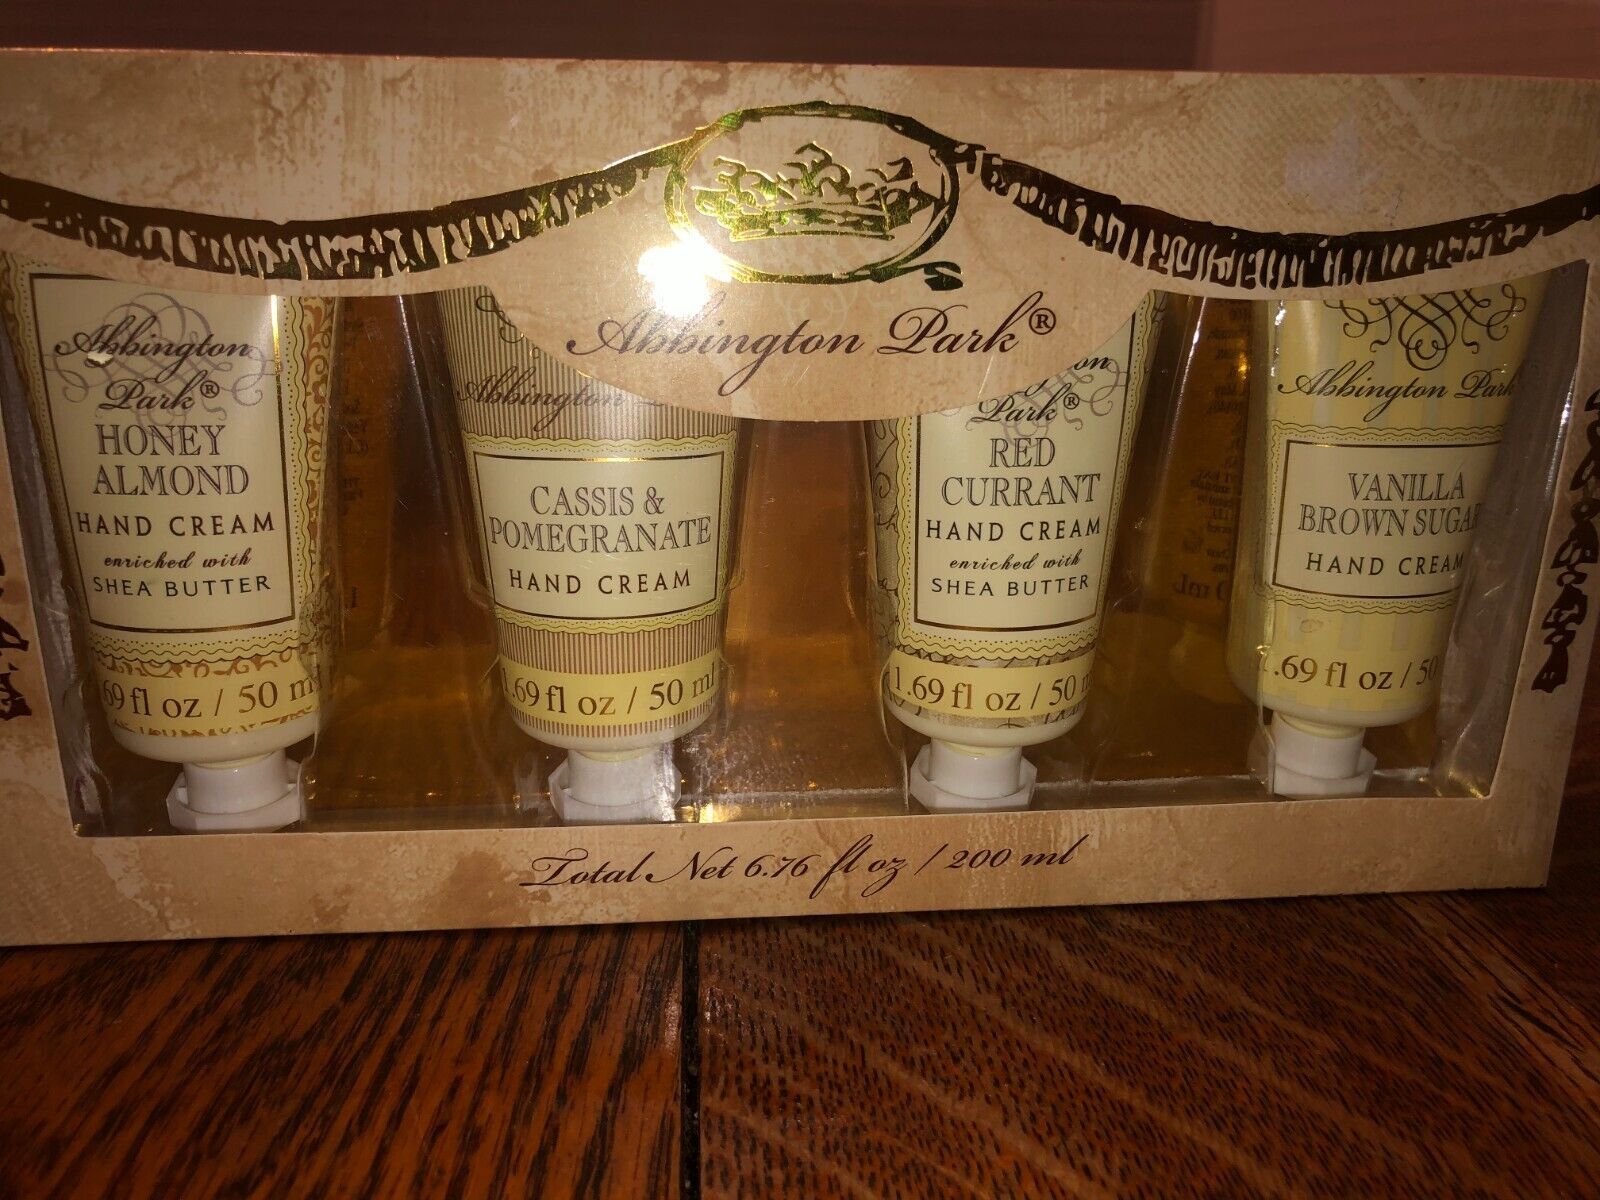 Abbington Park®
Abbington
Park®
HONEY
ALMOND
HAND CREAM
enriched with
SHEA BUTTER
69 fl oz / 50 m
Abbington
CASSIS &
POMEGRANATE
HAND CREAM
1.69 fl oz / 50 ml
on
Park®
RED
CURRANT
HAND CREAM
enriched with
SHEA BUTTER
1.69 fl oz / 50 m
Abbington Park
VANILLA
BROWN SUGAR
HAND CREAM
.69 fl oz / 50
Total Net 6.76 fl oz / 200 ml